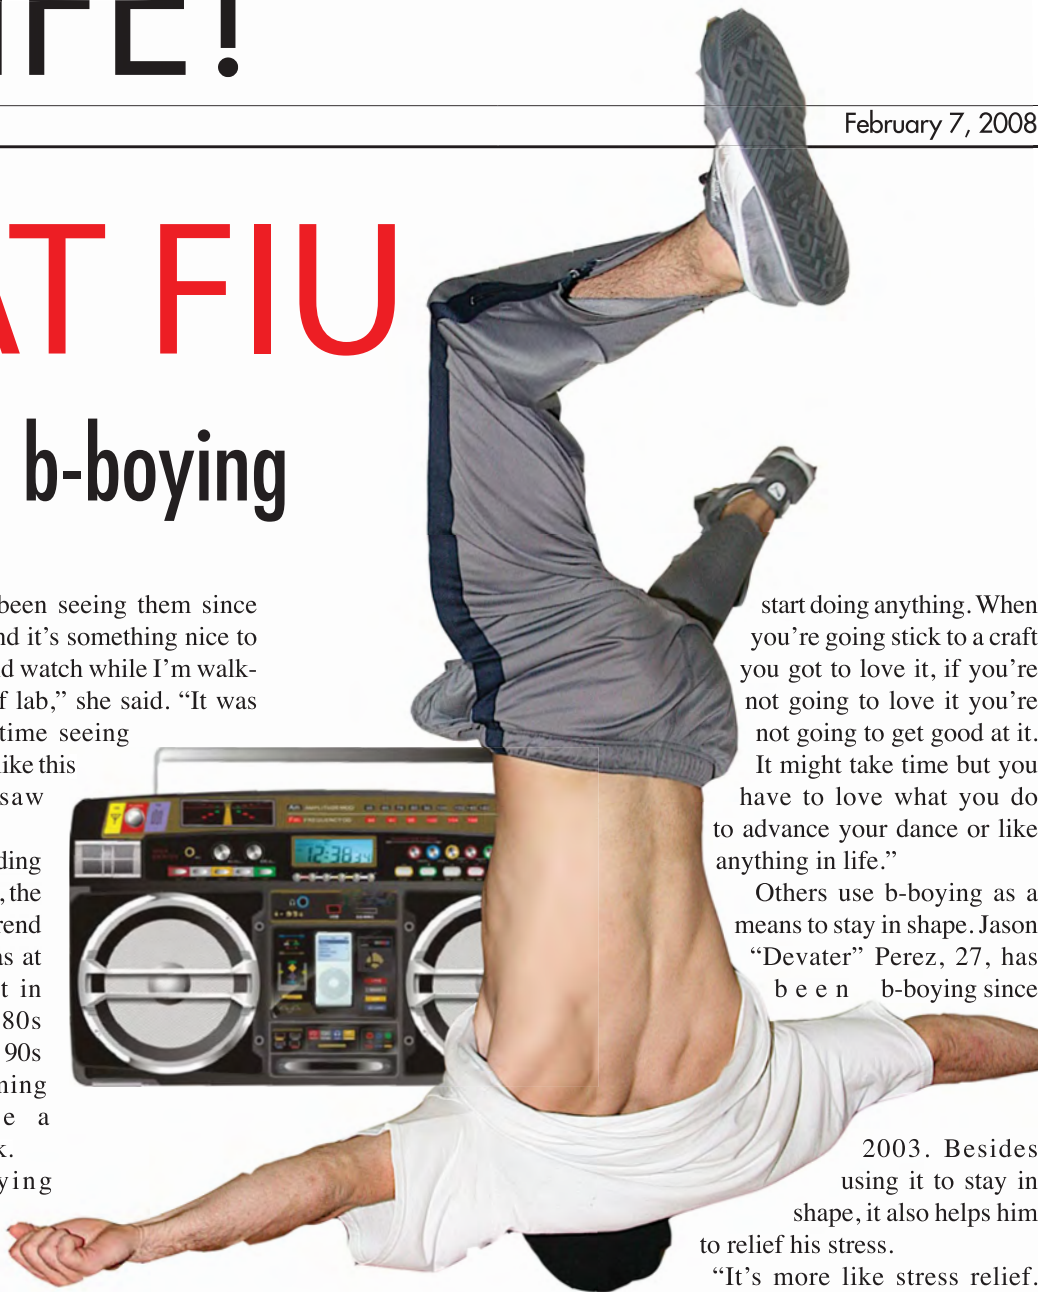 IFE!
February 7, 2008
AT FIU
b-boying
been seeing them since
it's something nice to
watch while I'm walk-
lab,” she said. “It was
time seeing
like this
saw
the
as at
in
80s
90s
a
12:38
start doing anything. When
you're going stick to a craft
you got to love it, if you're
not going to love it you're
not going to get good at it.
It might take time but you
have to love what you do
to advance your dance or like
anything in life.”
Others use b-boying as a
means to stay in shape. Jason
“Devater” Perez, 27, has
been b-boying since
2003. Besides
using it to stay in
shape, it also helps him
to relief his stress.
“It's more like stress relief.